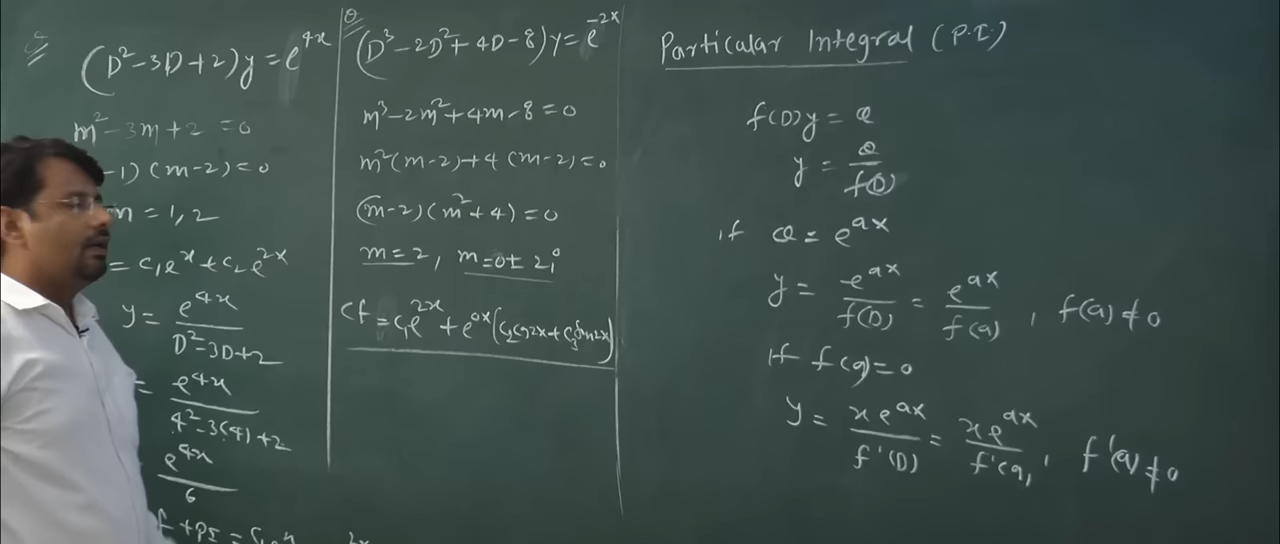 Q
(D²-3D+2)y = e^{4x}
m²-3m+2 = 0
-1)(m-2) = 0
m = 1, 2
= c₁e^x + c₂e^{2x}
y = e^{4x}/(D²-3D+2)
= e^{4x}/(4²-3(4)+2)
e^{4x}/6
f + PI =
Q
(D³-2D²+4D-8)y = e^{-2x}
m³-2m²+4m-8 = 0
m²(m-2)+4(m-2) = 0
(m-2)(m²+4) = 0
m = 2, m = 0 ± 2i
CF = c₁e^{2x} + e^{0x}(c₂cos2x + c₃sin2x)
Particular Integral (P.I)
f(D)y = Q
y = Q/f(D)
if Q = e^{ax}
y = e^{ax}/f(D) = e^{ax}/f(a), f(a) ≠ 0
if f(a) = 0
y = xe^{ax}/f'(D) = xe^{ax}/f'(a), f'(a) ≠ 0